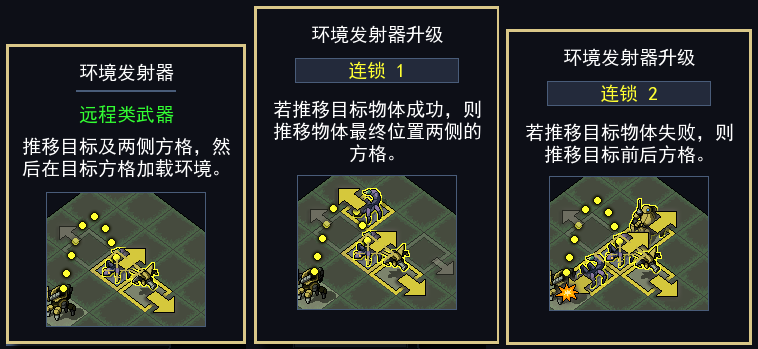 环境发射器
远程类武器
推移目标及两侧方格，然
后在目标方格加载环境。
环境发射器升级
连锁 1
若推移目标物体成功，则
推移物体最终位置两侧的
方格。
环境发射器升级
连锁 2
若推移目标物体失败，则
推移目标前后方格。